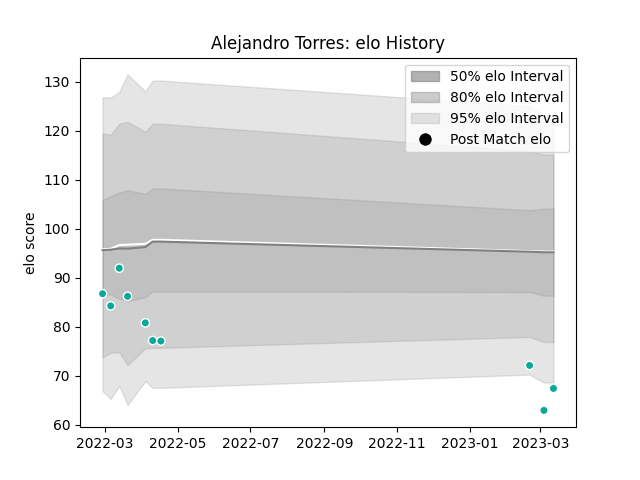 Alejandro Torres: elo History
50% elo Interval
80% elo Interval
95% elo Interval
Post Match elo
elo score
130
120
110
100
90
80
70
60
2022-03 2022-05 2022-07 2022-09 2022-11 2023-01 2023-03